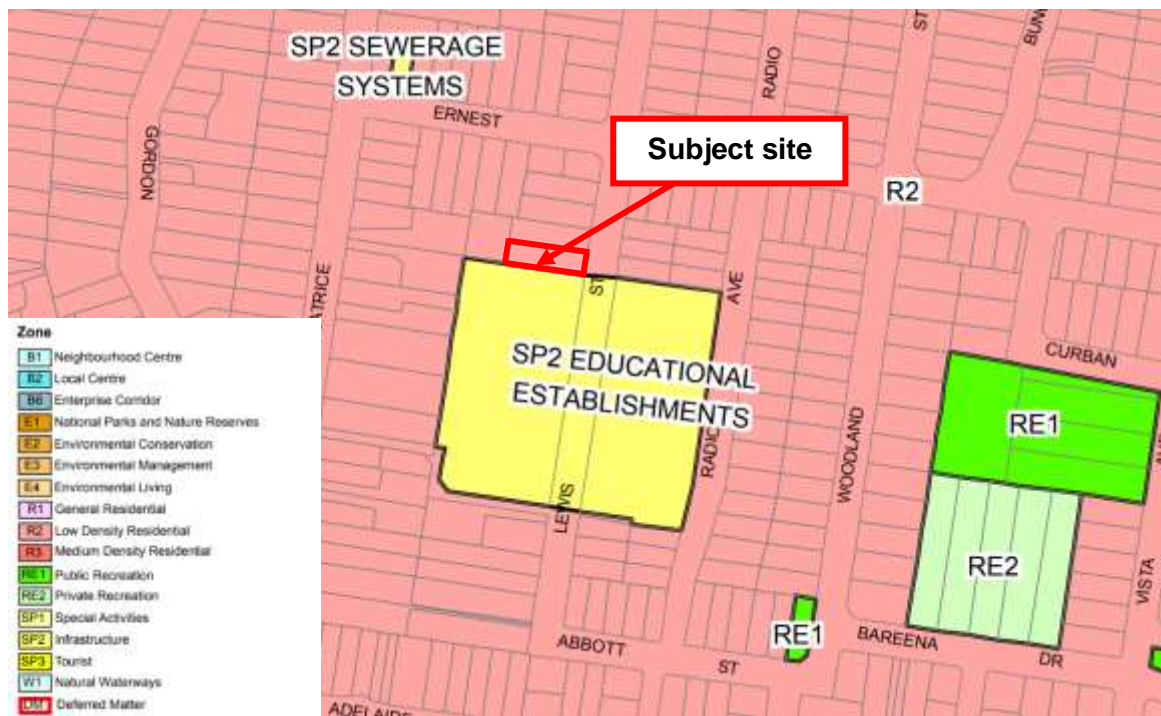 SP2 SEWERAGE
SYSTEMS
ERNEST
RADIO
ST
GORDON
Subject site
R2
ATRICE
ST
AVE
SP2 EDUCATIONAL
ESTABLISHMENTS
CURBAN
RE1
RADIO
WOODLAND
LEWIS
RE2
VISTA
RE1
ABBOTT
ST
BAREENA
DR
Zone
B1 Neighbourhood Centre
B2 Local Centre
B6 Enterprise Corridor
E1 National Parks and Nature Reserves
E2 Environmental Conservation
E3 Environmental Management
E4 Environmental Living
R1 General Residential
R2 Low Density Residential
R3 Medium Density Residential
RE1 Public Recreation
RE2 Private Recreation
SP1 Special Activities
SP2 Infrastructure
SP3 Tourist
W1 Natural Waterways
DM Deferred Matter
ADELAIDE